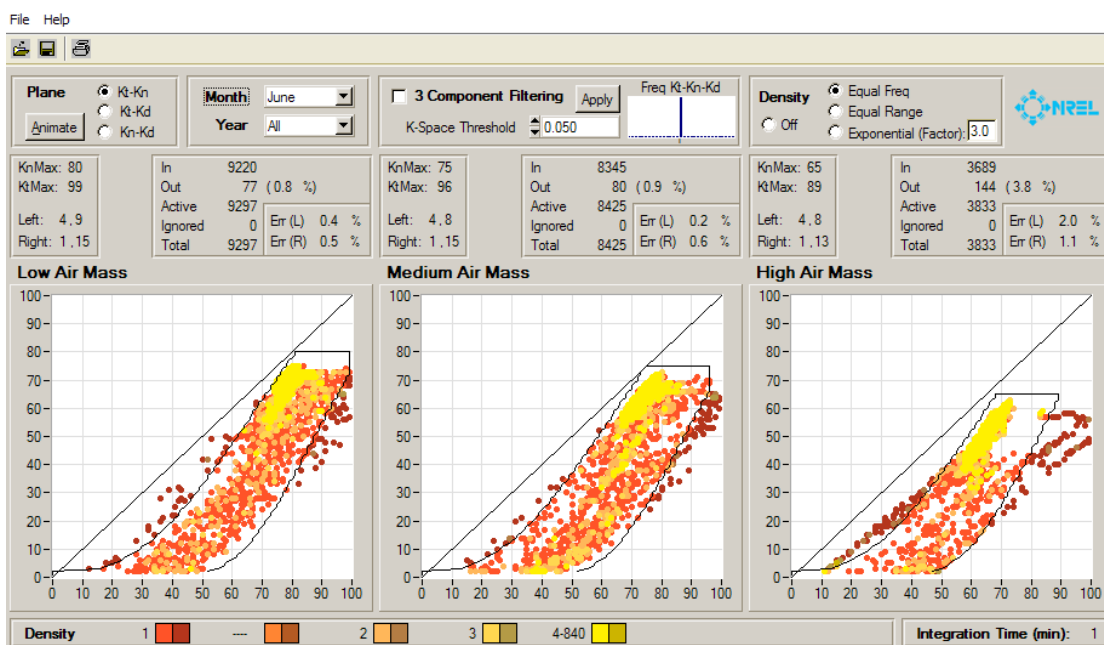 File Help
Plane Kt-Kn
Kt-Kd
Animate Kn-Kd
Month June
Year All
3 Component Filtering Apply
K-Space Threshold 0.050
Freq Kt-Kn-Kd
Density Equal Freq
Off Equal Range
Exponential (Factor): 3.0
NREL
KnMax: 80
KtMax: 99
Left: 4,9
Right: 1,15
In 9220
Out 77 (0.8 %)
Active 9297
Ignored 0
Total 9297
Err (L) 0.4 %
Err (R) 0.5 %
KnMax: 75
KtMax: 96
Left: 4,8
Right: 1,15
In 8345
Out 80 (0.9 %)
Active 8425
Ignored 0
Total 8425
Err (L) 0.2 %
Err (R) 0.6 %
KnMax: 65
KtMax: 89
Left: 4,8
Right: 1,13
In 3689
Out 144 (3.8 %)
Active 3833
Ignored 0
Total 3833
Err (L) 2.0 %
Err (R) 1.1 %
Low Air Mass
100
90
80
70
60
50
40
30
20
10
0
0 10 20 30 40 50 60 70 80 90 100
Medium Air Mass
100
90
80
70
60
50
40
30
20
10
0
0 10 20 30 40 50 60 70 80 90 100
High Air Mass
100
90
80
70
60
50
40
30
20
10
0
0 10 20 30 40 50 60 70 80 90 100
Density 1 ---- 2 3 4-840
Integration Time (min): 1